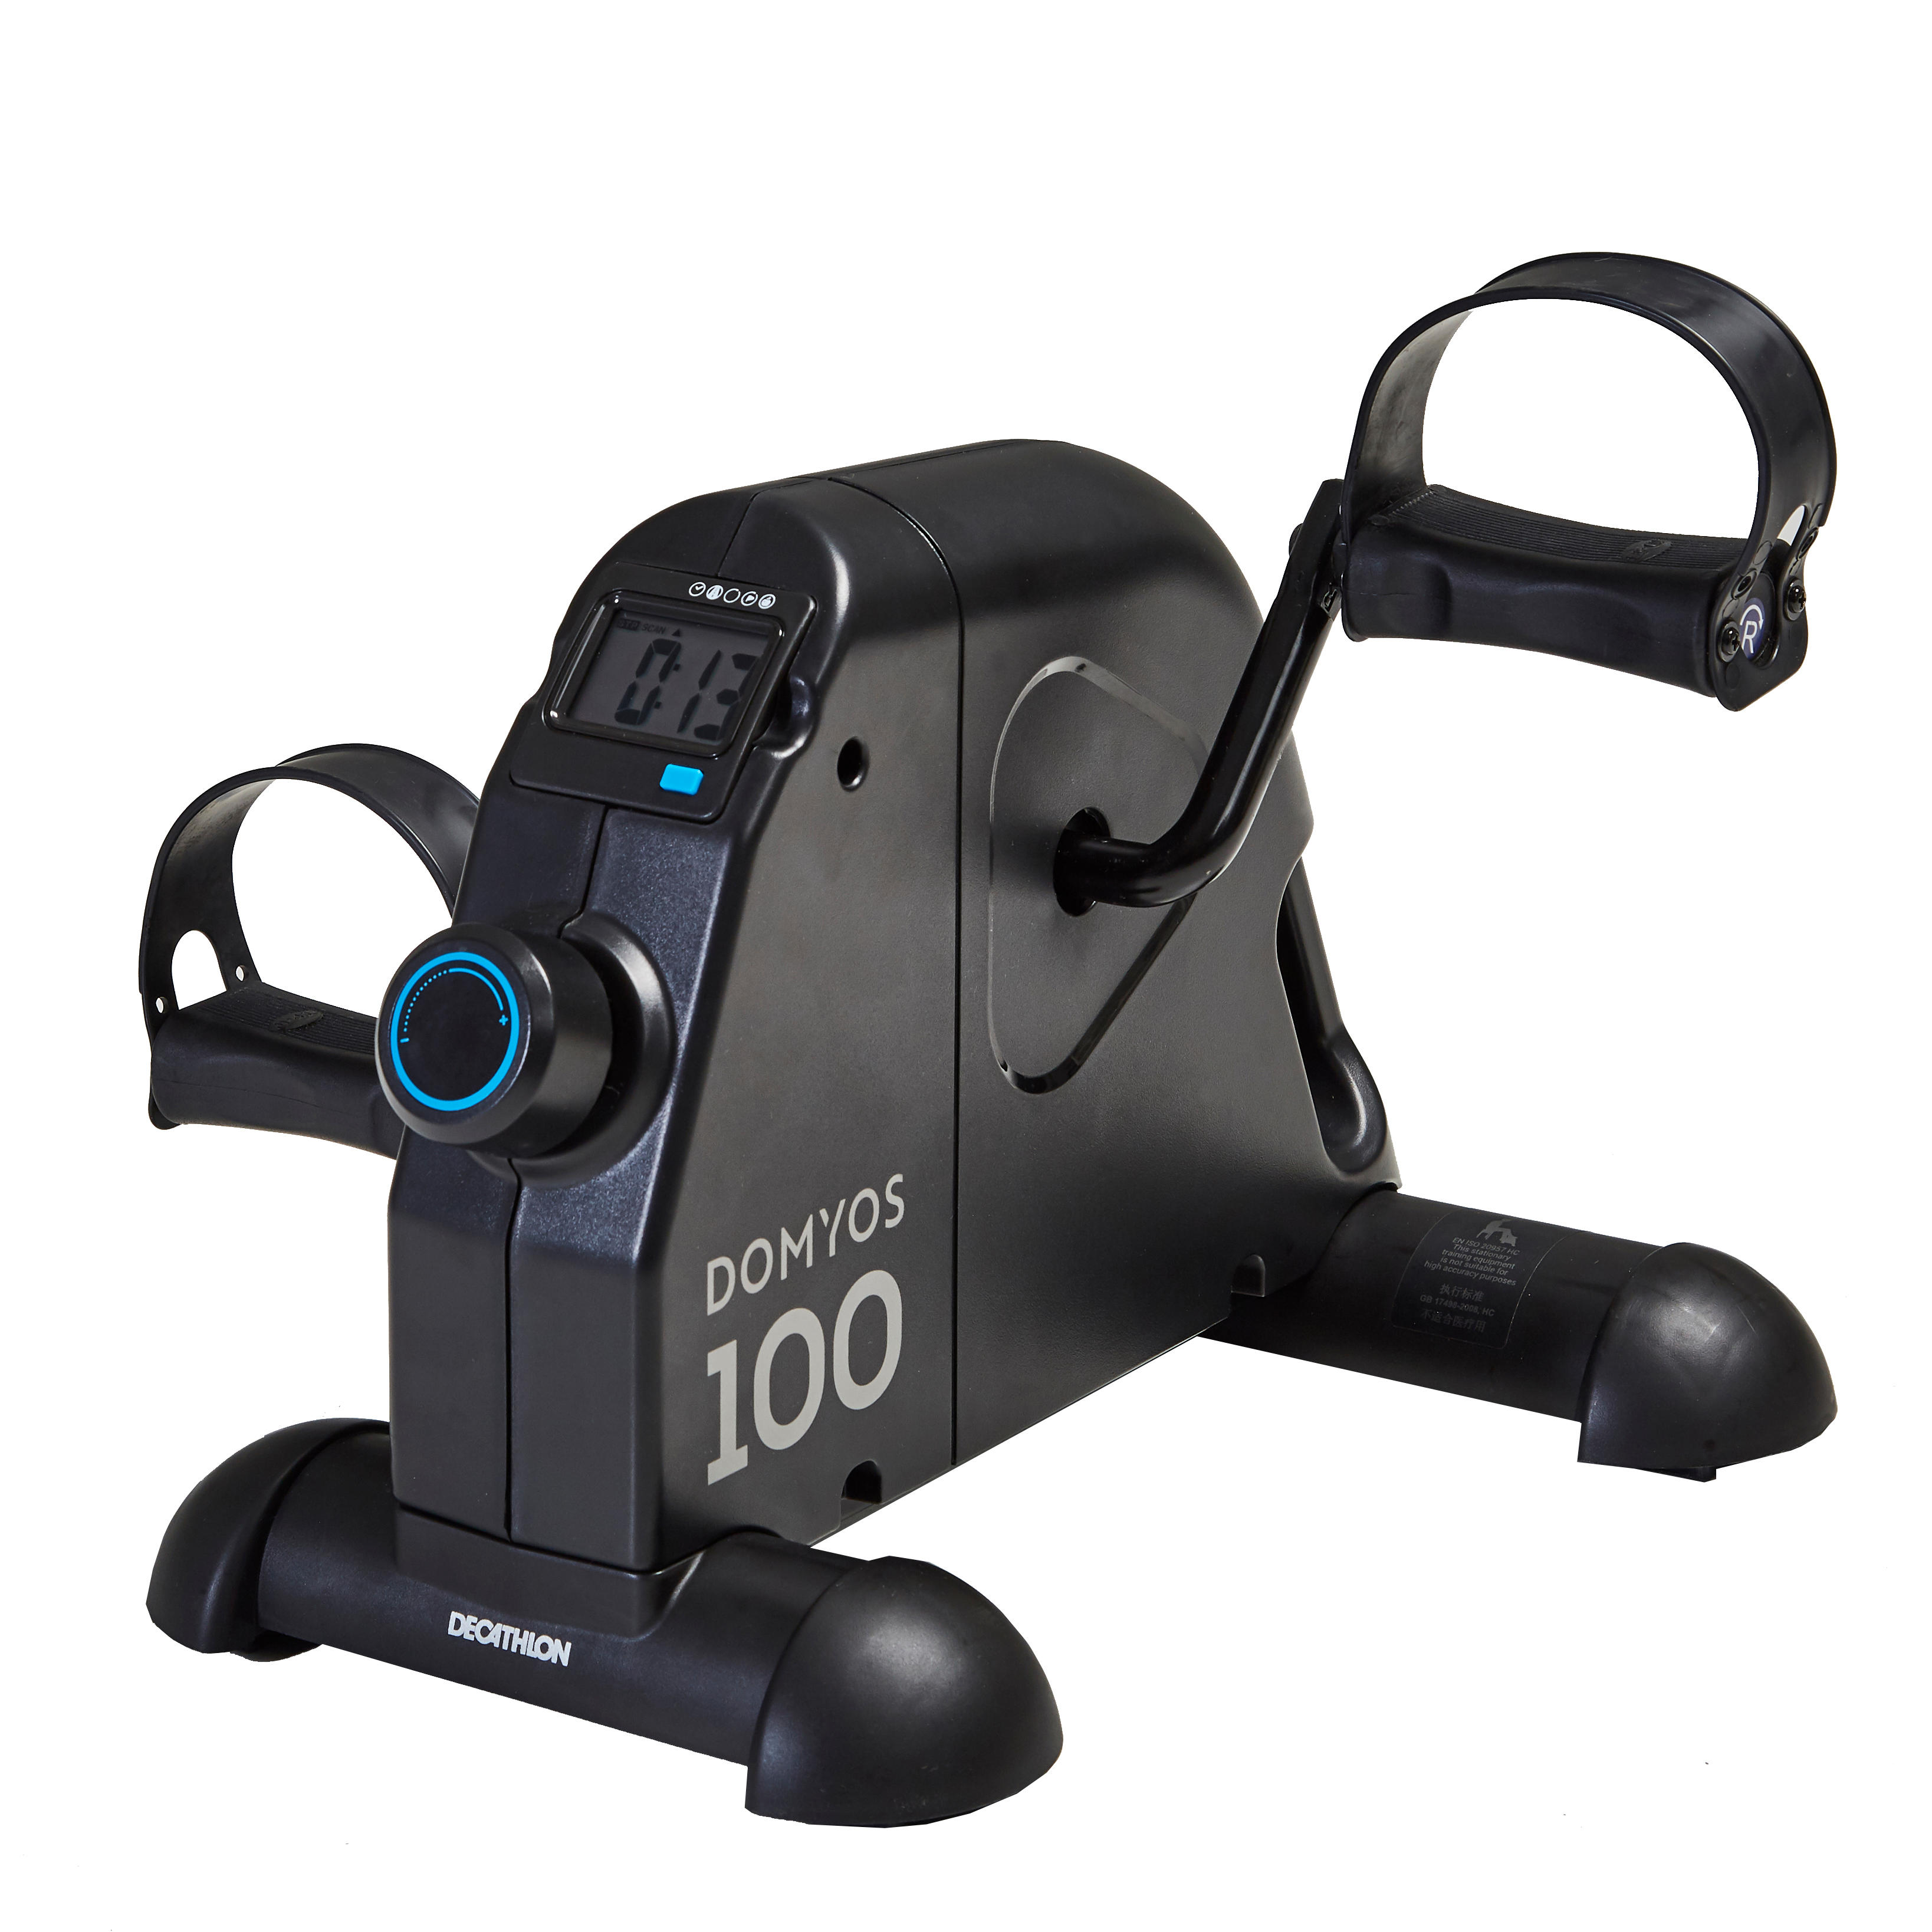 STOP SCAN
0:13
R
DOMYOS
100
EN ISO 20957 HC
This stationary
training equipment
is not suitable for
high accuracy purposes
执行标准
GB 17498-2008, HC
不适合医疗用
DECATHLON